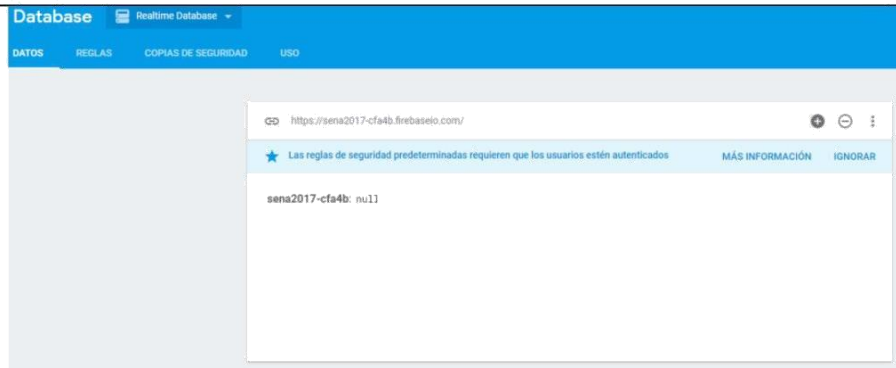 Database Realtime Database
DATOS REGLAS COPIAS DE SEGURIDAD USO
https://sena2017-cfa4b.firebaseio.com/
Las reglas de seguridad predeterminadas requieren que los usuarios estén autenticados MÁS INFORMACIÓN IGNORAR
sena2017-cfa4b: null